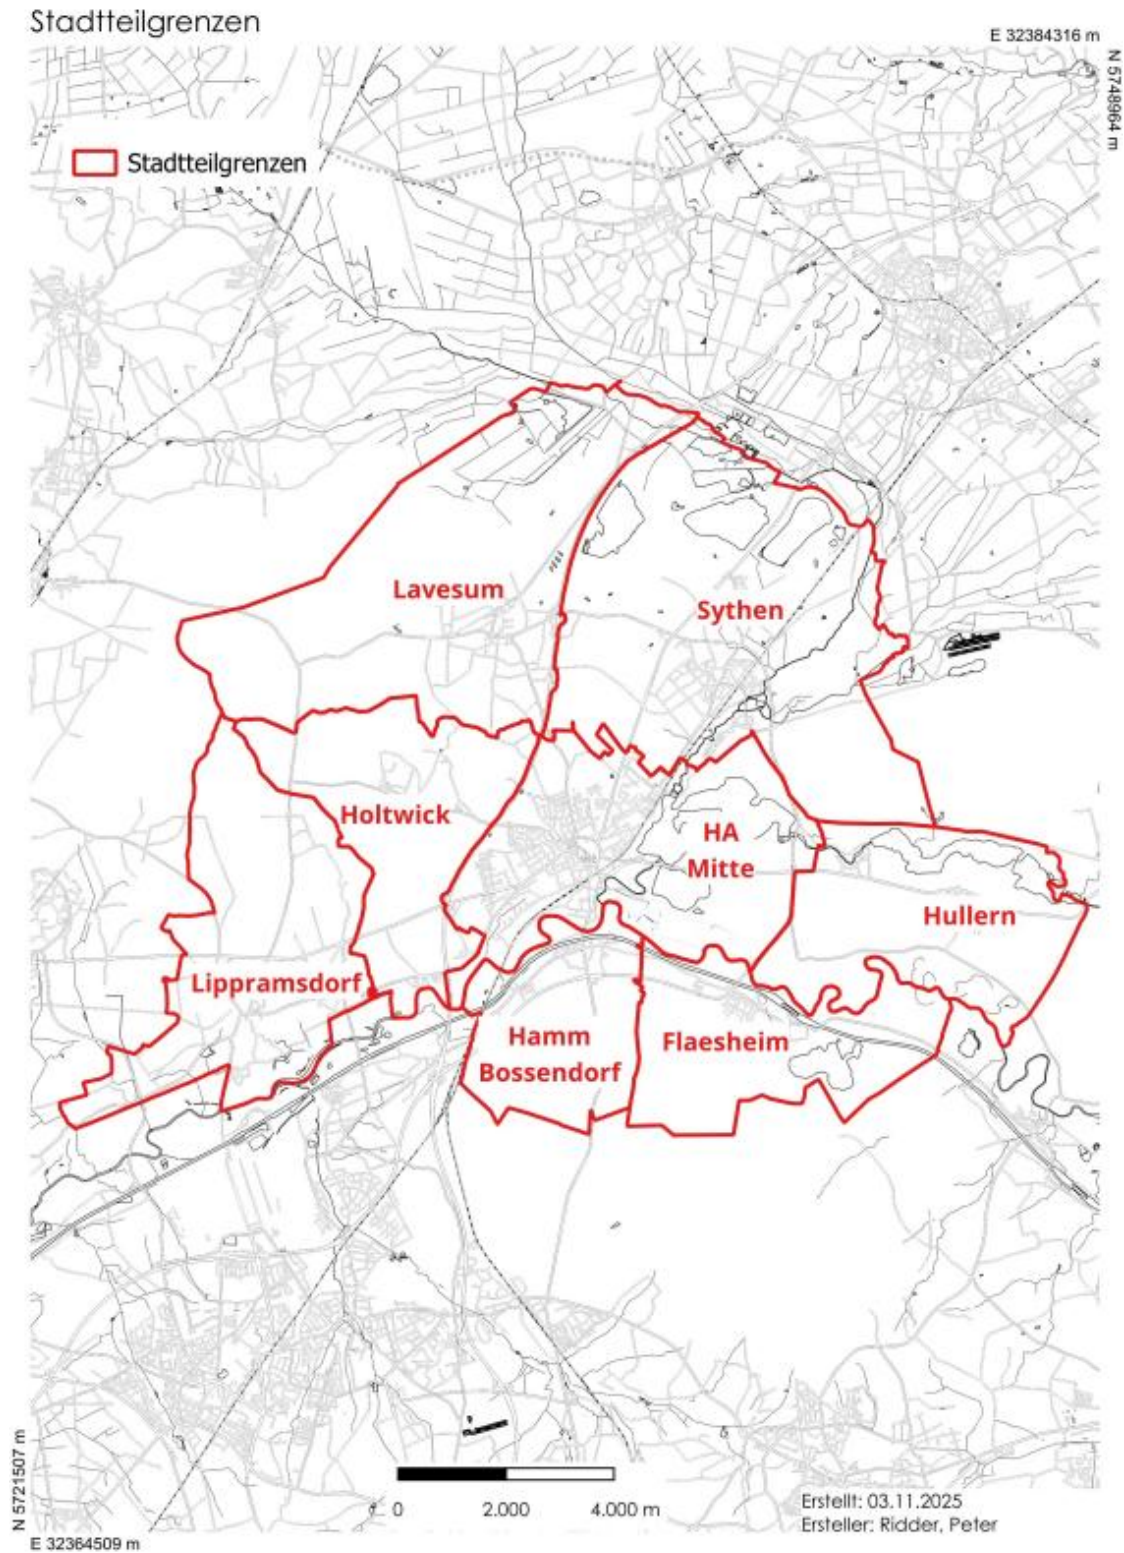 Stadtteilgrenzen
E 32384316 m
N 5748964 m
Stadtteilgrenzen
Lavesum
Sythen
Holtwick
HA
Mitte
Hullern
Lippramsdorf
Hamm
Bossendorf
Flaesheim
0 2.000 4.000 m
Erstellt: 03.11.2025
Ersteller: Ridder, Peter
N 5721507 m
E 32364509 m